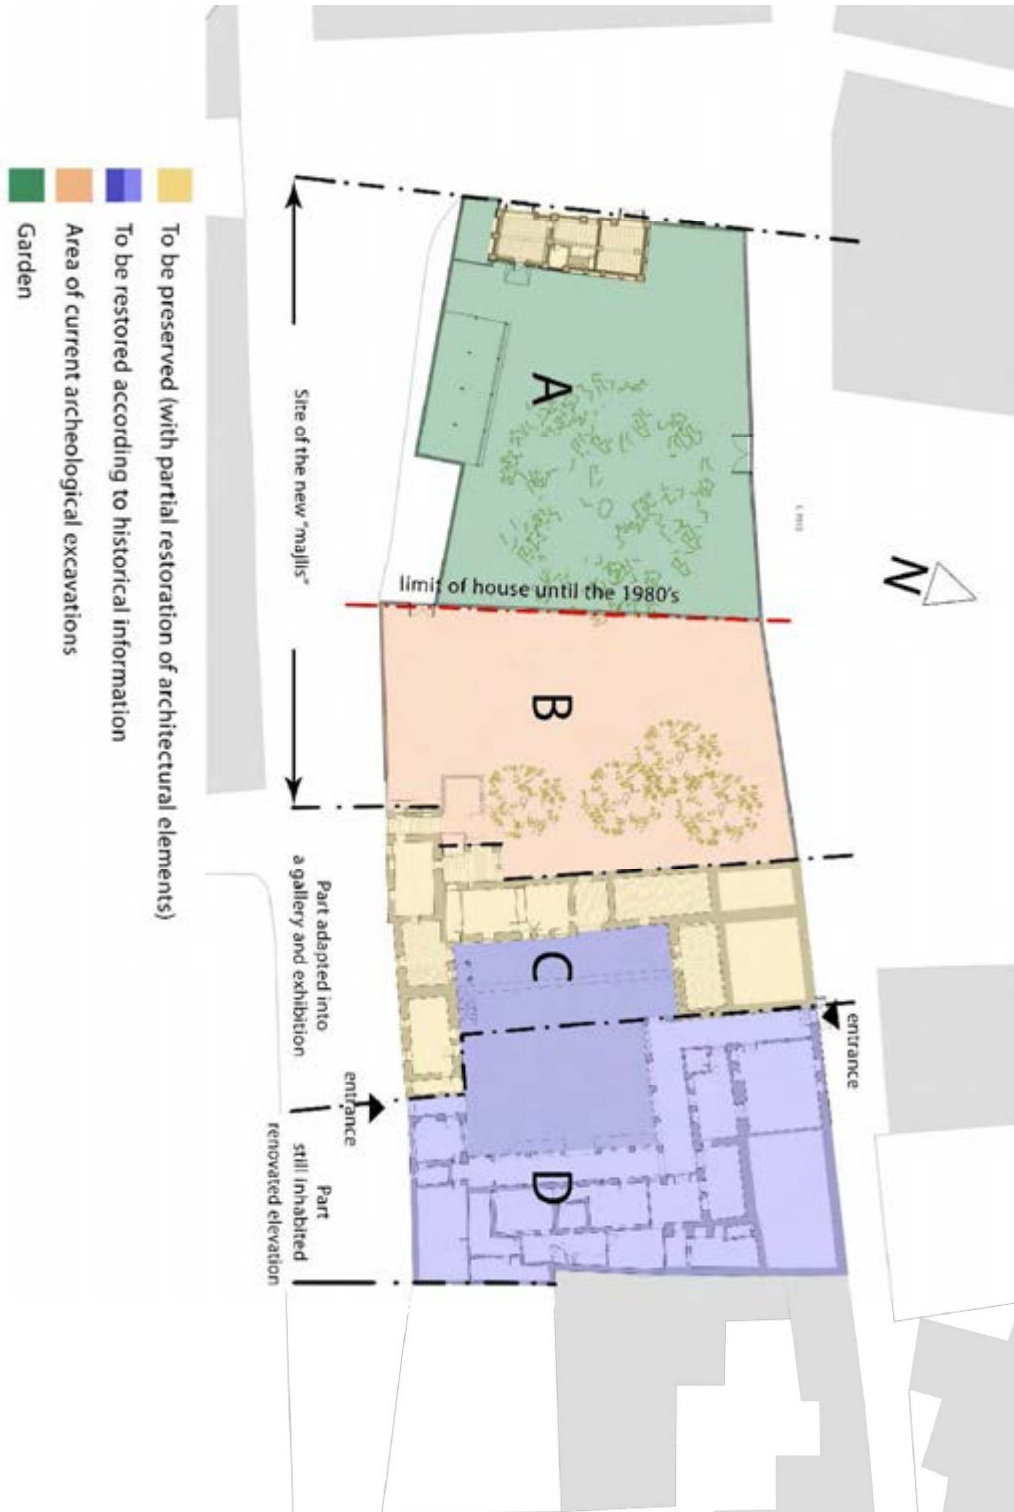 A
B
C
D
N
limit of house until the 1980's
entrance
entrance
Site of the new "majlis"
Part adapted into
a gallery and exhibition
Part
still inhabited
renovated elevation
To be preserved (with partial restoration of architectural elements)
To be restored according to historical information
Area of current archeological excavations
Garden